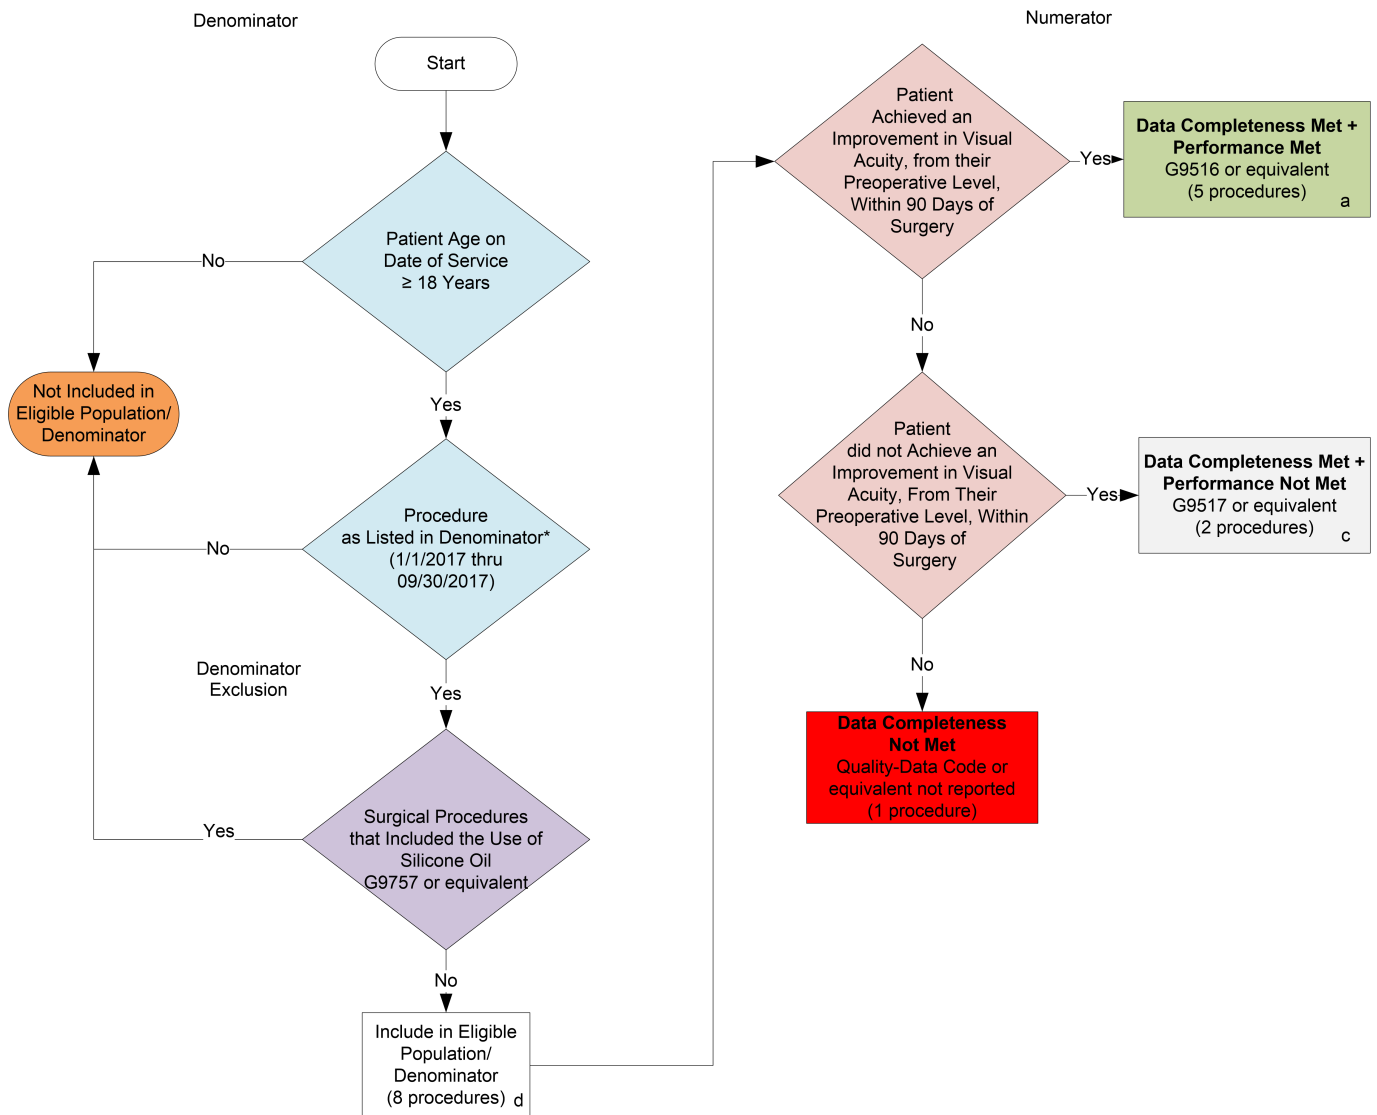 Denominator
Start
Patient Age on
Date of Service
≥ 18 Years
No
Yes
Not Included in
Eligible Population/
Denominator
Procedure
as Listed in Denominator*
(1/1/2017 thru
09/30/2017)
No
Yes
Denominator
Exclusion
Surgical Procedures
that Included the Use of
Silicone Oil
G9757 or equivalent
Yes
No
Include in Eligible
Population/
Denominator
(8 procedures)
d
Numerator
Patient
Achieved an
Improvement in Visual
Acuity, from their
Preoperative Level,
Within 90 Days of
Surgery
Yes
Data Completeness Met +
Performance Met
G9516 or equivalent
(5 procedures)
a
No
Patient
did not Achieve an
Improvement in Visual
Acuity, From Their
Preoperative Level, Within
90 Days of
Surgery
Yes
Data Completeness Met +
Performance Not Met
G9517 or equivalent
(2 procedures)
c
No
Data Completeness
Not Met
Quality-Data Code or
equivalent not reported
(1 procedure)